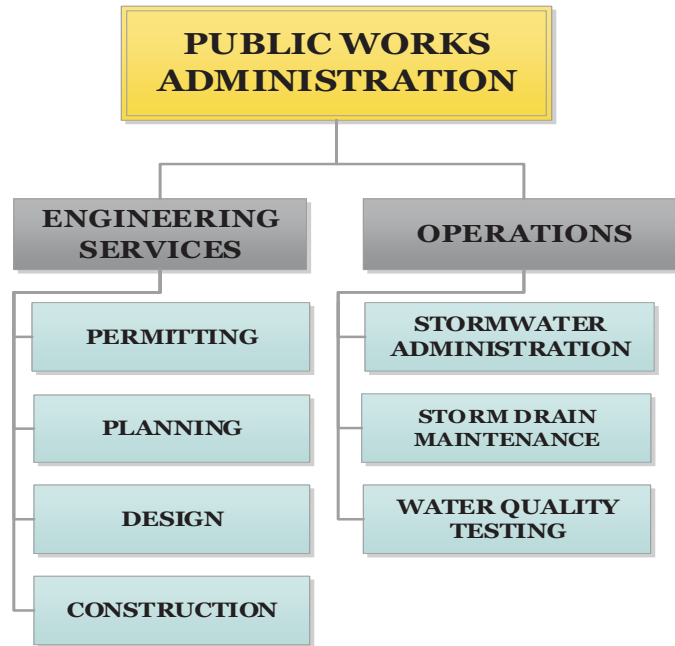 PUBLIC WORKS
ADMINISTRATION
ENGINEERING
SERVICES
PERMITTING
PLANNING
DESIGN
CONSTRUCTION
OPERATIONS
STORMWATER
ADMINISTRATION
STORM DRAIN
MAINTENANCE
WATER QUALITY
TESTING